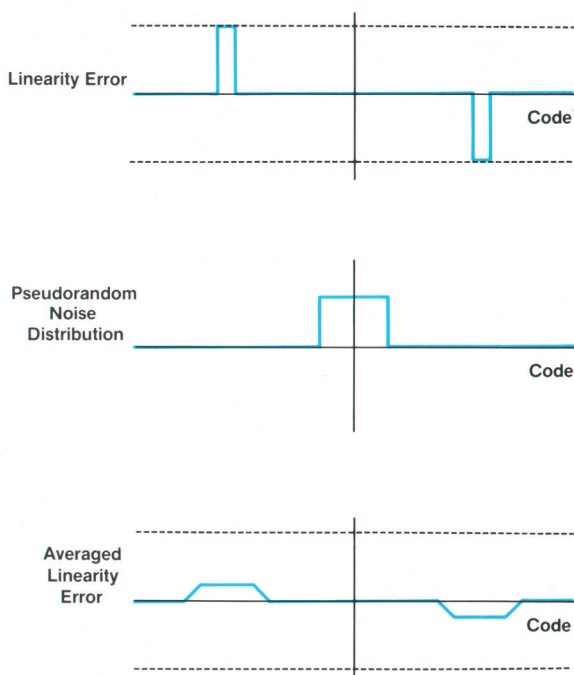 Linearity Error
Code
Pseudorandom
Noise
Distribution
Code
Averaged
Linearity
Error
Code